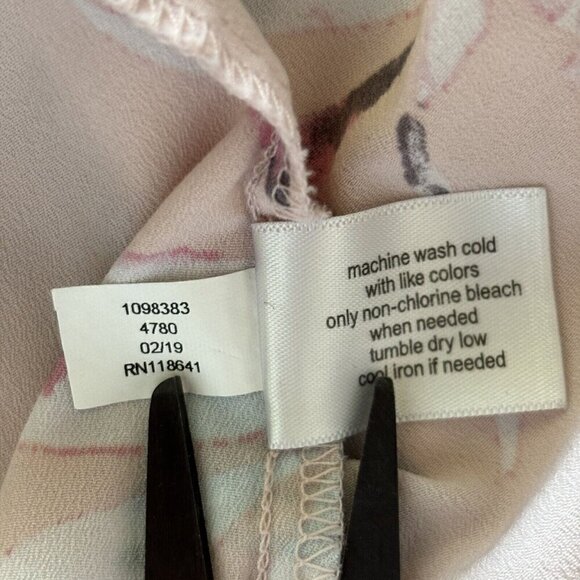 1098383
4780
02/19
RN118641
machine wash cold
with like colors
only non-chlorine bleach
when needed
tumble dry low
cool iron if needed